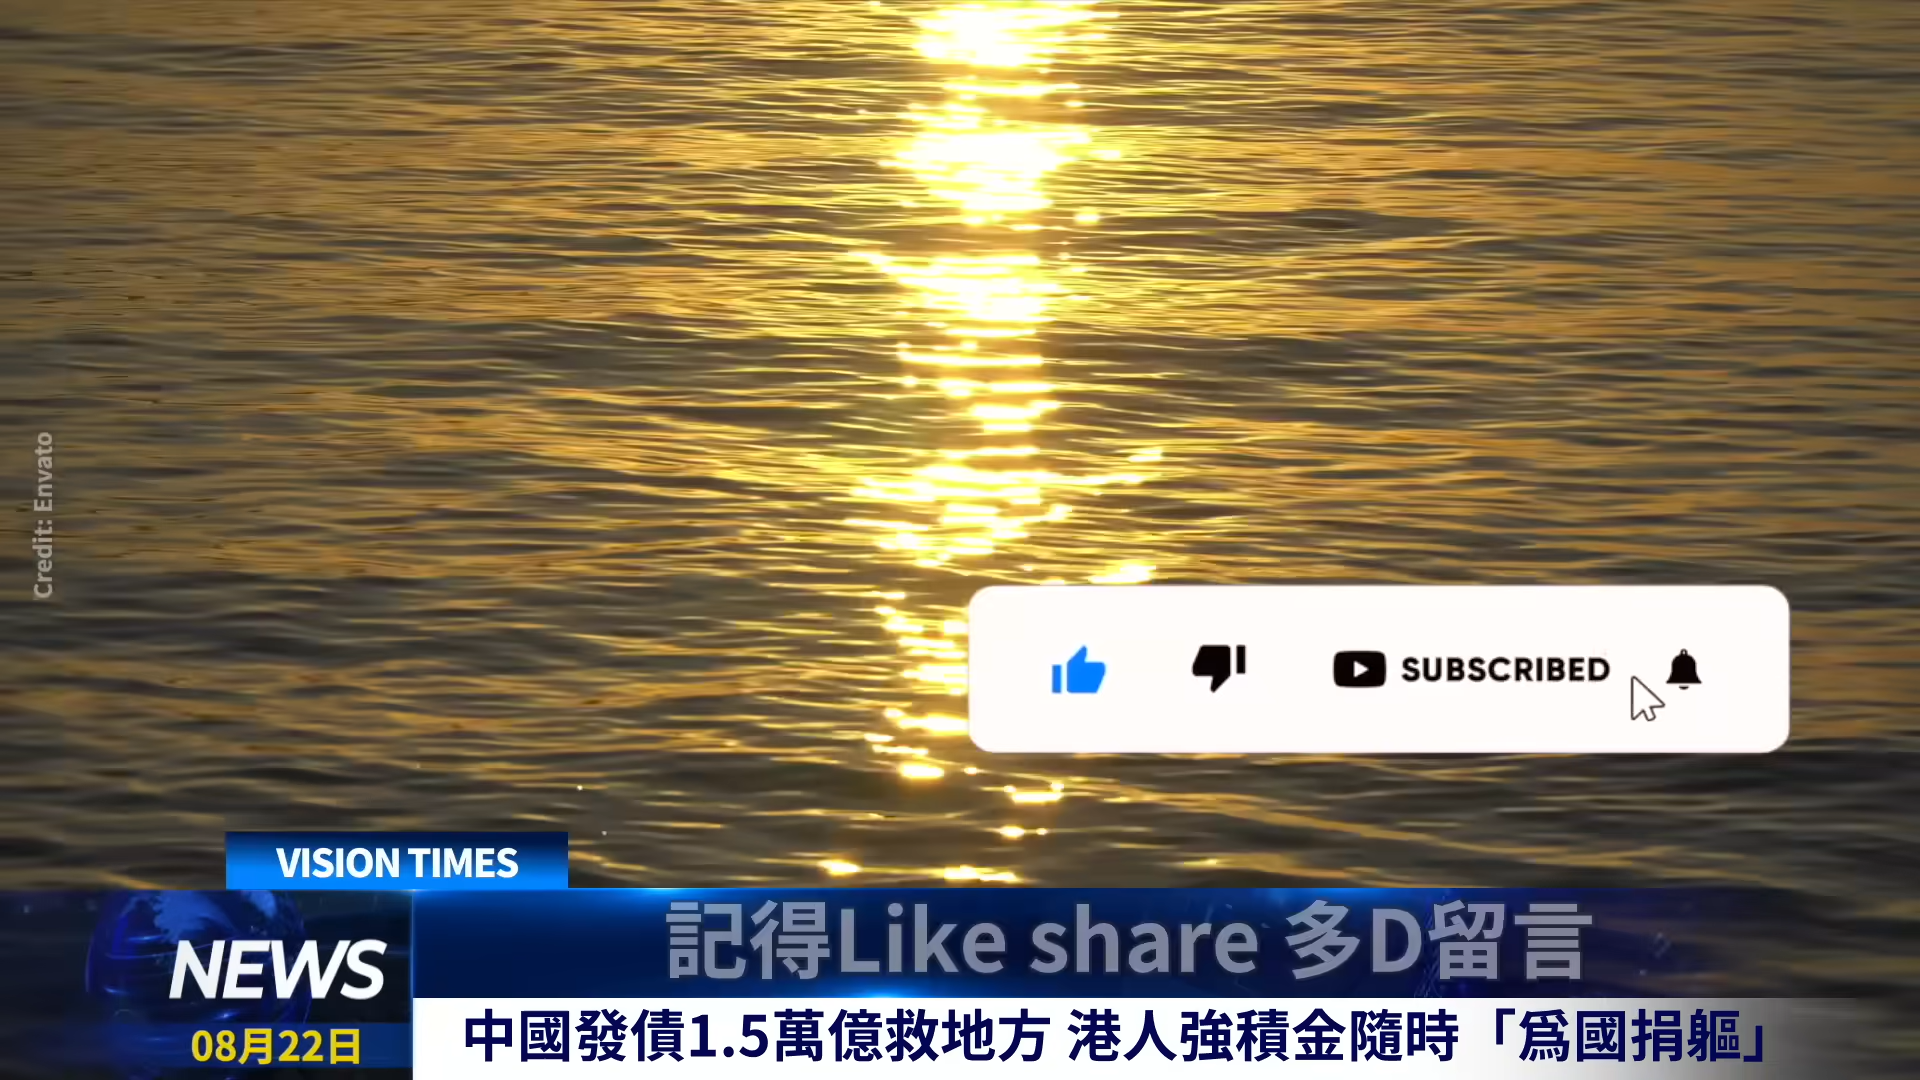 Credit: Envato
SUBSCRIBED
VISION TIMES
NEWS
記得Like share 多D留言
08月22日
中國發債1.5萬億救地方 港人強積金隨時「爲國捐軀」